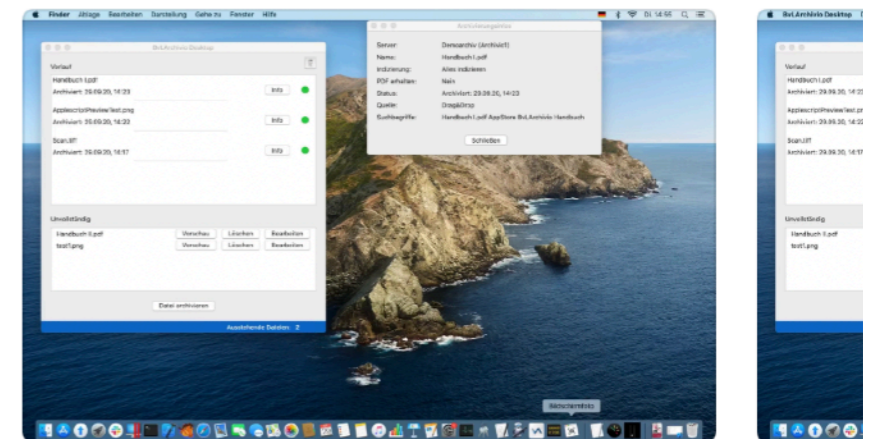 Finder Ablage Bearbeiten Darstellung Gehe zu Fenster Hilfe
Di. 14:55
BvLArchivio Desktop
Verlauf
Handbuch I.pdf
Archiviert: 29.09.20, 14:23
Info
ApplescriptPreviewTest.png
Archiviert: 29.09.20, 14:22
Info
Scan.tiff
Archiviert: 29.09.20, 14:17
Info
Unvollständig
Handbuch II.pdf Vorschau Löschen Bearbeiten
test1.png Vorschau Löschen Bearbeiten
Datei archivieren
Ausstehende Dateien: 2
Server: Demoarchiv (Archivio1)
Name: Handbuch I.pdf
Indizierung: Alles indizieren
PDF erhalten: Nein
Status: Archiviert: 29.09.20, 14:23
Quelle: Drag&Drop
Suchbegriffe: Handbuch I.pdf AppStore BvLArchivio Handbuch
Schließen
Bildschirmfoto
BvLArchivio Desktop
Verlauf
Handbuch I.pdf
Archiviert: 29.09.20, 14:23
ApplescriptPreviewTest.pn
Archiviert: 29.09.20, 14:22
Scan.tiff
Archiviert: 29.09.20, 14:17
Unvollständig
Handbuch II.pdf
test1.png